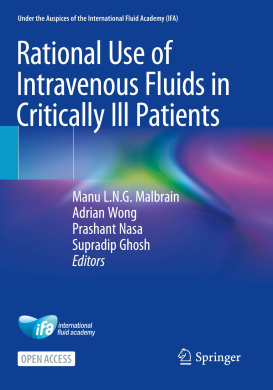 Under the Auspices of the International Fluid Academy (IFA)
Rational Use of
Intravenous Fluids in
Critically Ill Patients
Manu L.N.G. Malbrain
Adrian Wong
Prashant Nasa
Supradip Ghosh
Editors
ifa international
fluid academy
OPEN ACCESS
Springer